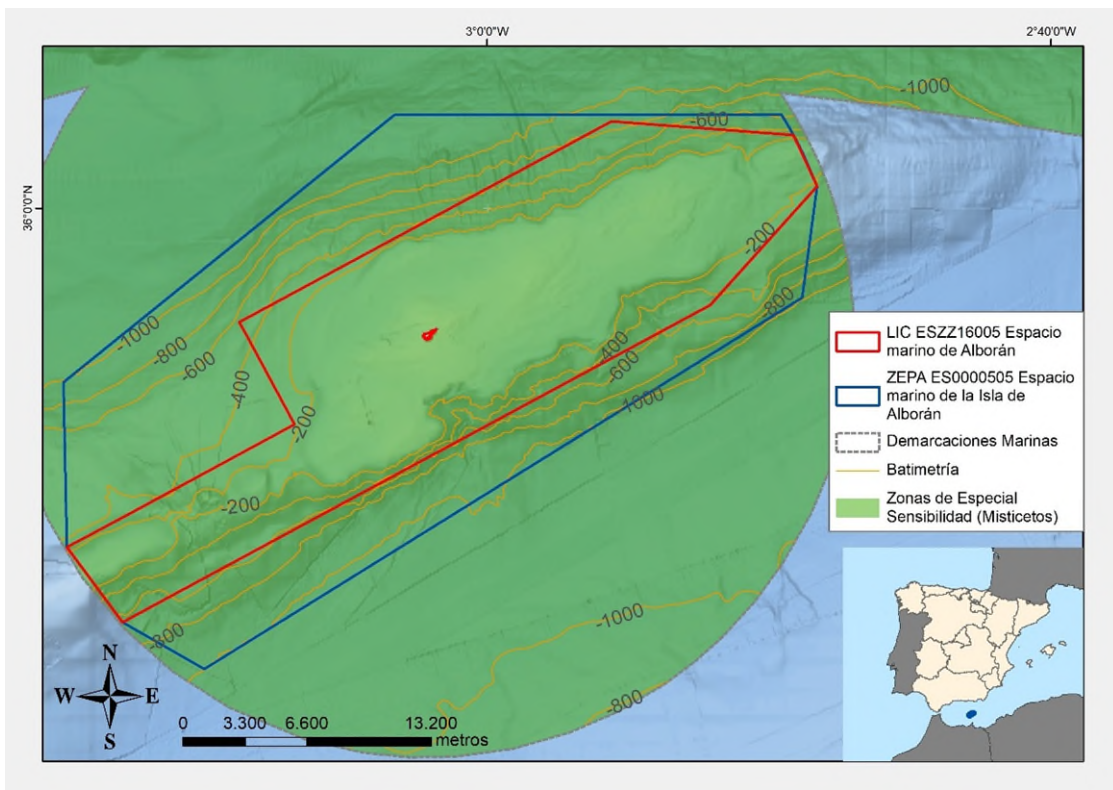 3°0'0"W
2°40'0"W
36°0'0"N
-1000
-600
-200
-1000
-800
-600
-400
-200
-800
-400
-600
1000
-200
-800
-1000
-800
LIC ESZZ16005 Espacio
marino de Alborán
ZEPA ES0000505 Espacio
marino de la Isla de
Alborán
Demarcaciones Marinas
Batimetría
Zonas de Especial
Sensibilidad (Misticetos)
N
W E
S
0 3.300 6.600 13.200
metros